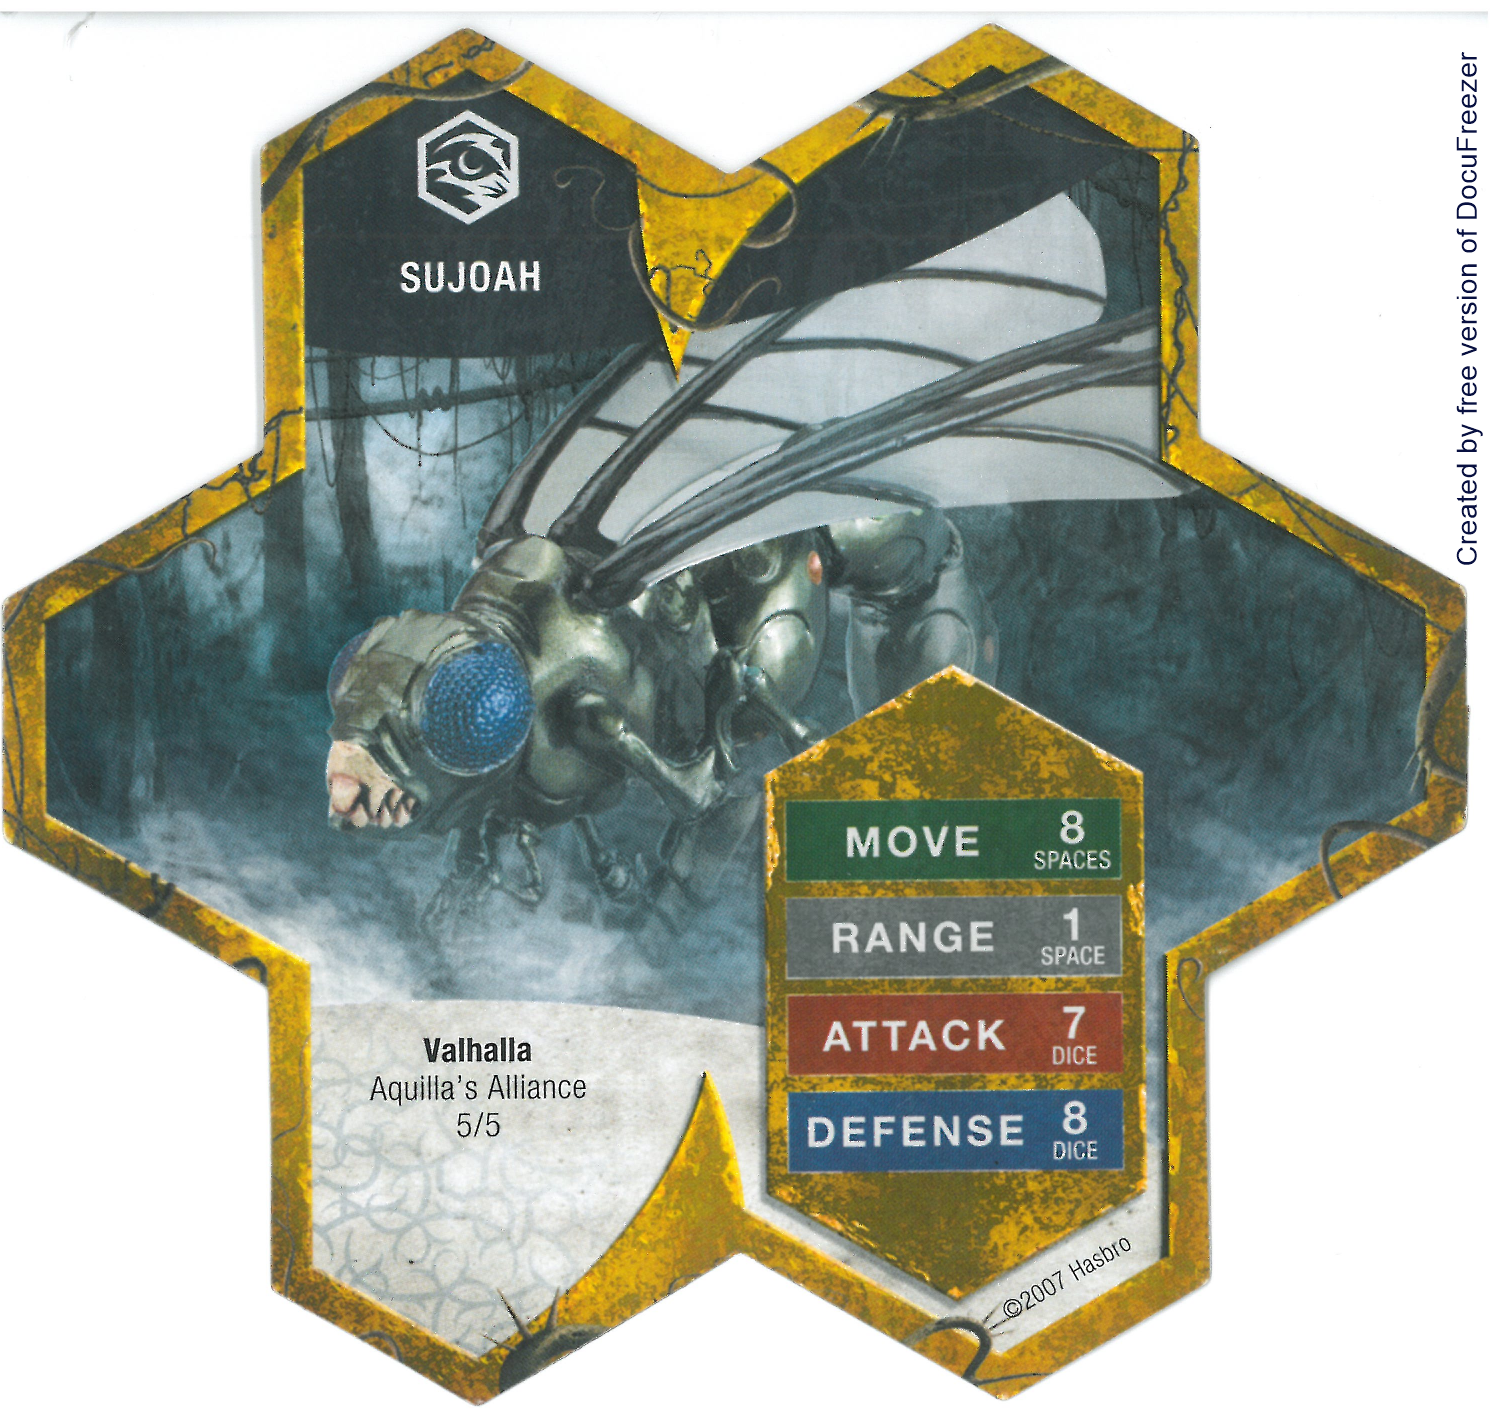 SUJOAH
MOVE 8
SPACES
RANGE 1
SPACE
ATTACK 7
DICE
DEFENSE 8
DICE
Valhalla
Aquilla's Alliance
5/5
©2007 Hasbro
Created by free version of DocuFreezer